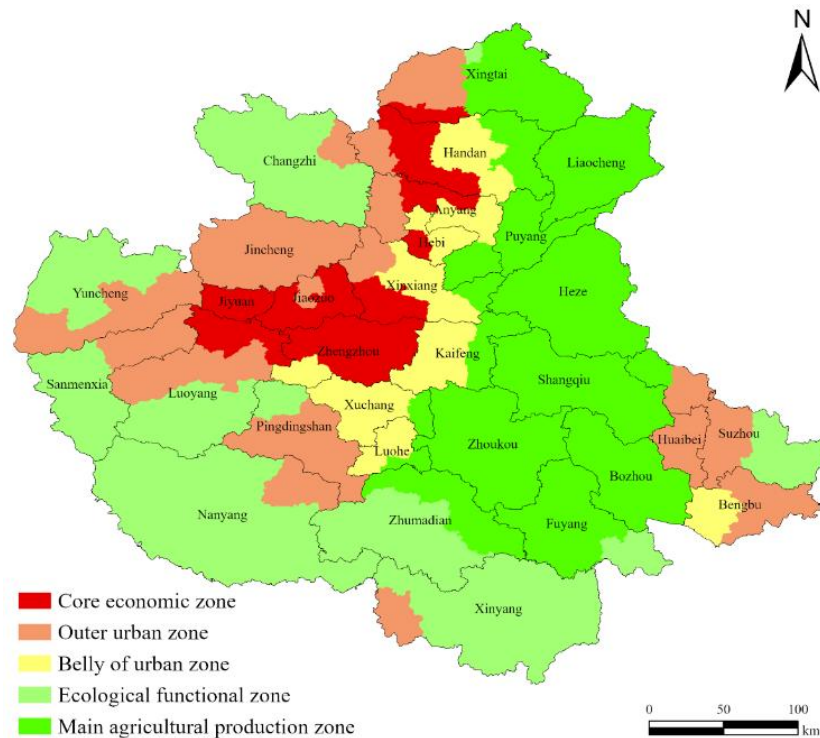 N
Xingtai
Handan
Changzhi
Liaocheng
Anyang
Puyang
Hebi
Jincheng
Heze
Yuncheng
Xinxiang
Jiyuan
Jiaozuo
Zhengzhou
Kaifeng
Sanmenxia
Shangqiu
Luoyang
Xuchang
Pingdingshan
Huaibei
Suzhou
Luohe
Zhoukou
Bozhou
Bengbu
Nanyang
Zhumadian
Fuyang
Xinyang
Core economic zone
Outer urban zone
Belly of urban zone
Ecological functional zone
Main agricultural production zone
0 50 100
km